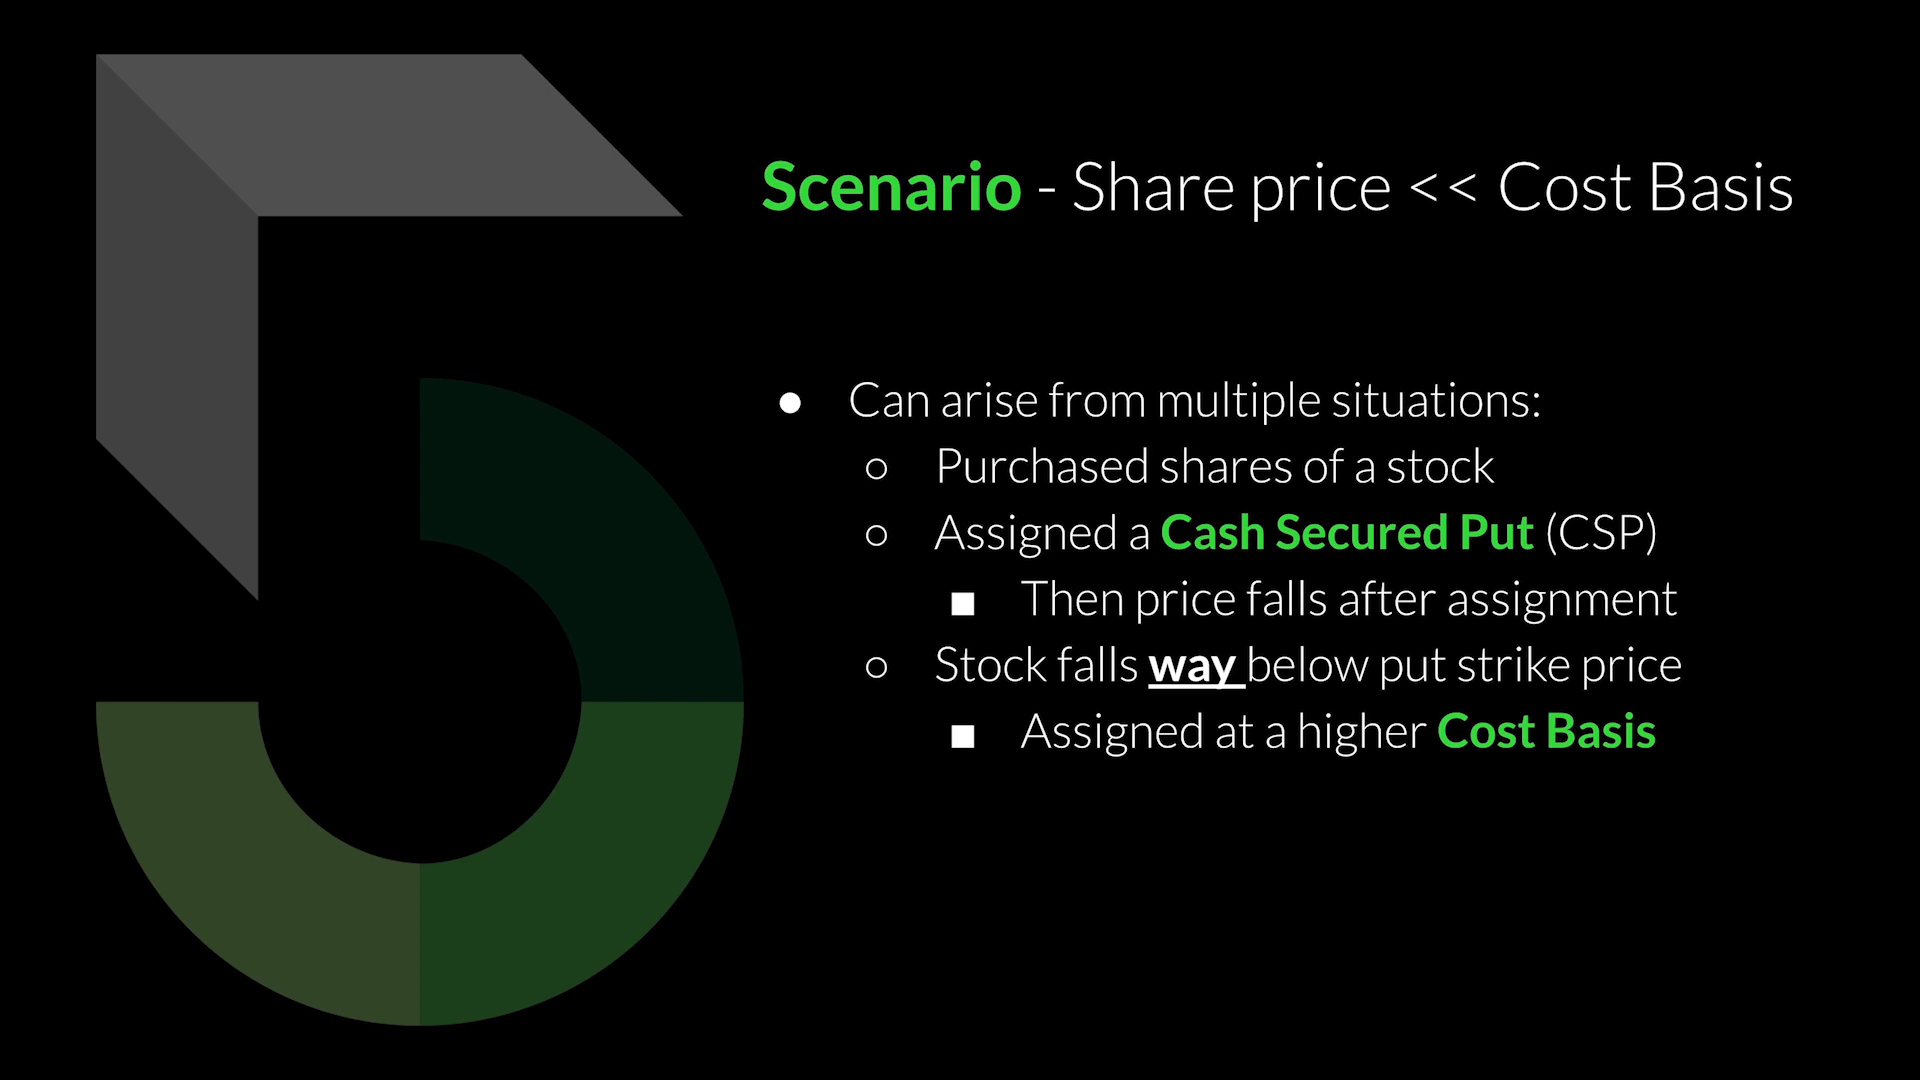 Scenario - Share price << Cost Basis
● Can arise from multiple situations:
○ Purchased shares of a stock
○ Assigned a Cash Secured Put (CSP)
■ Then price falls after assignment
○ Stock falls way below put strike price
■ Assigned at a higher Cost Basis